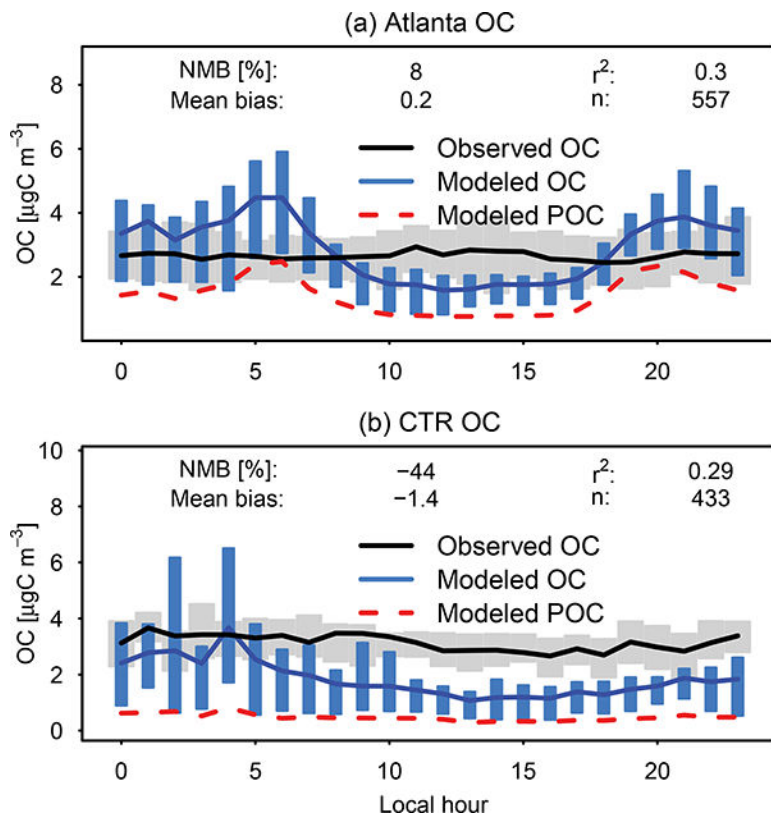 (a) Atlanta OC
NMB [%]: 8 r²: 0.3
Mean bias: 0.2 n: 557
Observed OC
Modeled OC
Modeled POC
OC [µgC m⁻³]
8
6
4
2
0 5 10 15 20
(b) CTR OC
NMB [%]: −44 r²: 0.29
Mean bias: −1.4 n: 433
Observed OC
Modeled OC
Modeled POC
OC [µgC m⁻³]
10
8
6
4
2
0
0 5 10 15 20
Local hour